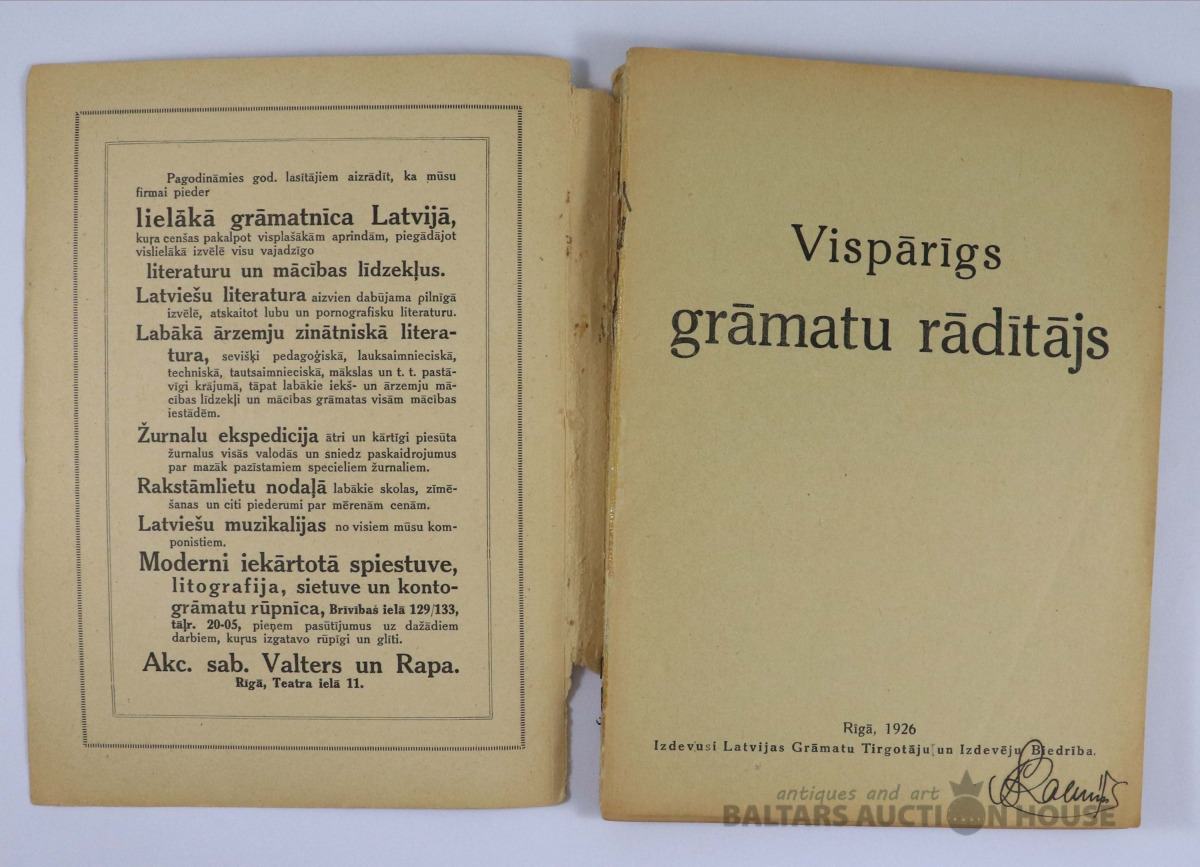 Pagodināmies god. lasītājiem aizrādīt, ka mūsu
firmai pieder
lielākā grāmatnīca Latvijā,
kuŗa cenšas pakalpot visplašākām aprindām, piegādājot
vislielākā izvēlē visu vajadzīgo
literaturu un mācības līdzekļus.
Latviešu literatura aizvien dabūjama pilnīgā
izvēlē, atskaitot lubu un pornografisku literaturu.
Labākā ārzemju zinātniskā litera-
tura, sevišķi pedagoģiskā, lauksaimnieciskā,
techniskā, tautsaimnieciskā, mākslas un t. t. pastā-
vīgi krājumā, tāpat labākie iekš- un ārzemju mā-
cības līdzekļi un mācības grāmatas visām mācības
iestādēm.
Žurnalu ekspedicija ātri un kārtīgi piesūta
žurnalus visās valodās un sniedz paskaidrojumus
par mazāk pazīstamiem specieliem žurnaliem.
Rakstāmlietu nodaļā labākie skolas, zīmē-
šanas un citi piederumi par mērenām cenām.
Latviešu muzikalijas no visiem mūsu kom-
ponistiem.
Moderni iekārtotā spiestuve,
litografija, sietuve un konto-
grāmatu rūpnīca, Brīvības ielā 129/133,
tāļr. 20-05, pieņem pasūtījumus uz dažādiem
darbiem, kuŗus izgatavo rūpīgi un glīti.
Akc. sab. Valters un Rapa.
Rīgā, Teatra ielā 11.
Vispārīgs
grāmatu rādītājs
Rīgā, 1926
Izdevusi Latvijas Grāmatu Tirgotāju un Izdevēju Biedrība.
antiques and art
BALTARS AUCTION HOUSE